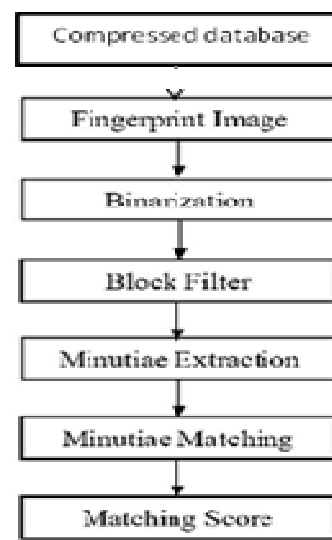 Compressed database
Fingerprint Image
Binarization
Block Filter
Minutiae Extraction
Minutiae Matching
Matching Score